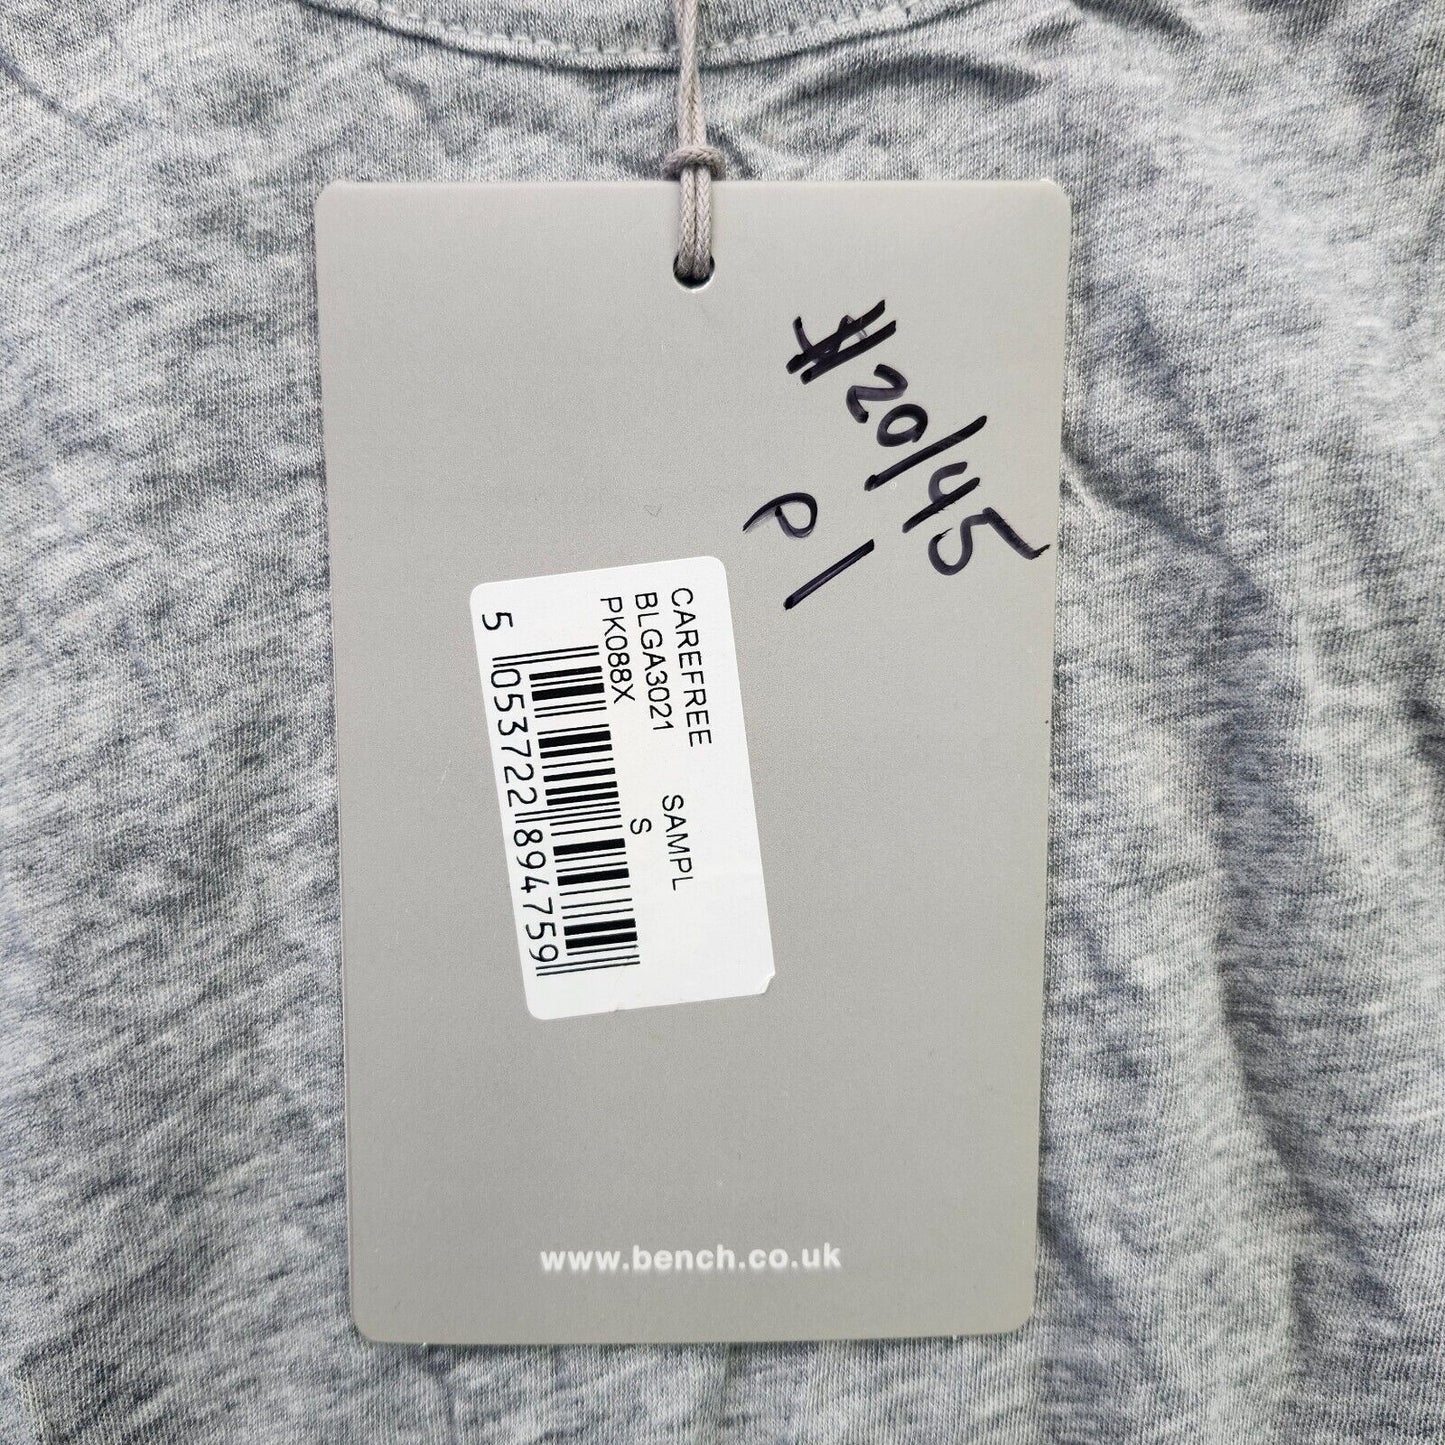 #20/45
P1
CAREFREE SAMPL
BLGA3021 S
PK088X
5 053722 894759
www.bench.co.uk